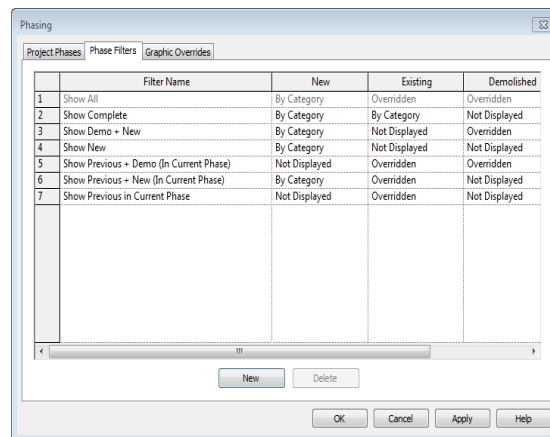 Phasing
Project Phases Phase Filters Graphic Overrides
Filter Name New Existing Demolished
1 Show All By Category Overridden Overridden
2 Show Complete By Category By Category Not Displayed
3 Show Demo + New By Category Not Displayed Overridden
4 Show New By Category Not Displayed Not Displayed
5 Show Previous + Demo (In Current Phase) Not Displayed Overridden Overridden
6 Show Previous + New (In Current Phase) By Category Overridden Not Displayed
7 Show Previous in Current Phase Not Displayed Overridden Not Displayed
New Delete
OK Cancel Apply Help